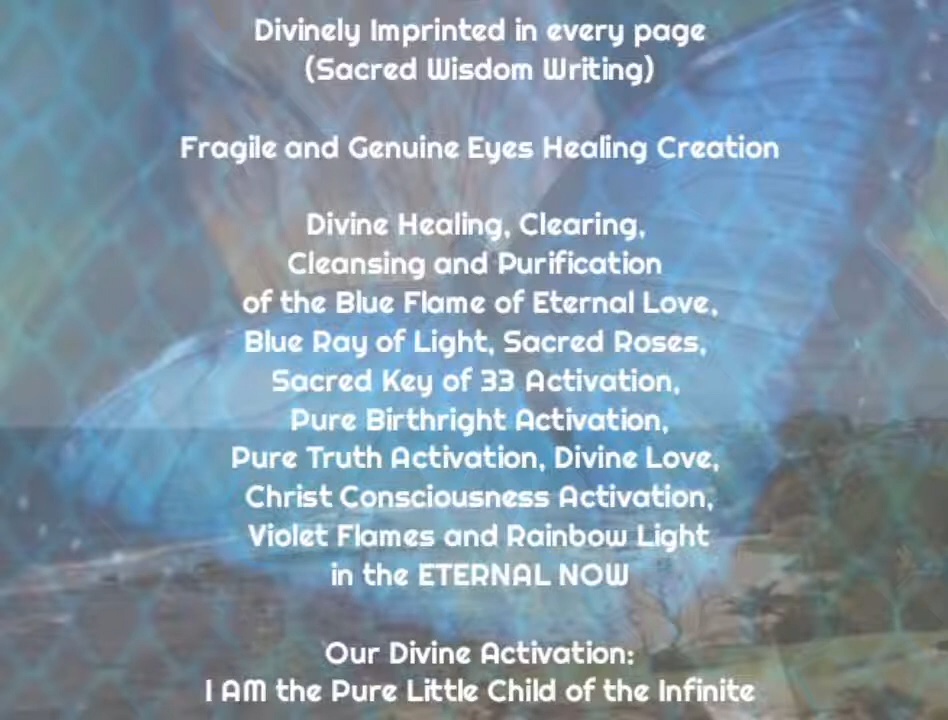 Divinely Imprinted in every page
(Sacred Wisdom Writing)
Fragile and Genuine Eyes Healing Creation
Divine Healing, Clearing,
Cleansing and Purification
of the Blue Flame of Eternal Love,
Blue Ray of Light, Sacred Roses,
Sacred Key of 33 Activation,
Pure Birthright Activation,
Pure Truth Activation, Divine Love,
Christ Consciousness Activation,
Violet Flames and Rainbow Light
in the ETERNAL NOW
Our Divine Activation:
I AM the Pure Little Child of the Infinite